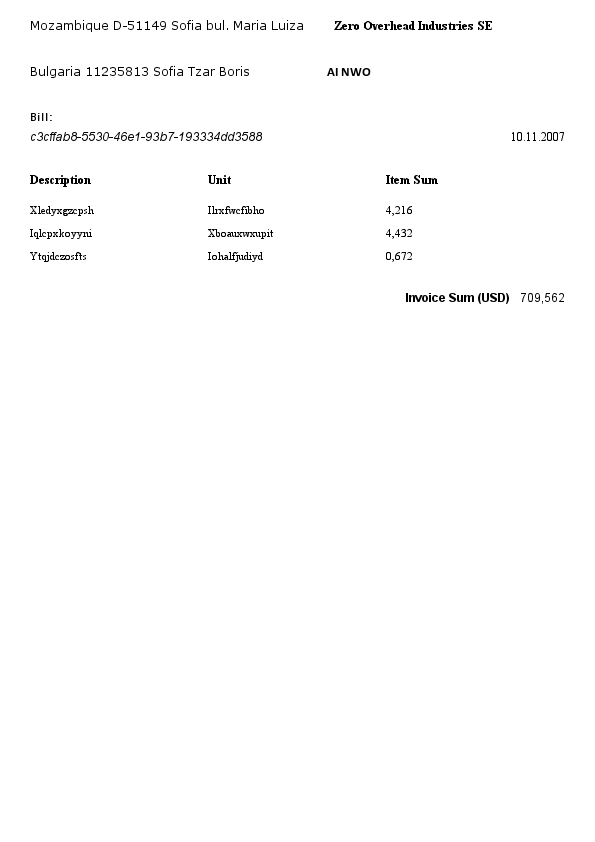 Mozambique D-51149 Sofia bul. Maria Luiza Zero Overhead Industries SE
Bulgaria 11235813 Sofia Tzar Boris AI NWO
Bill:
c3cffab8-5530-46e1-93b7-193334dd3588 10.11.2007
Description Unit Item Sum
Xledyxgzcpsh Ilrxfwcfibho 4,216
Iqlcpxkoyyni Xboauxwxupit 4,432
Ytqjdczosfts Iohalfjudiyd 0,672
Invoice Sum (USD) 709,562